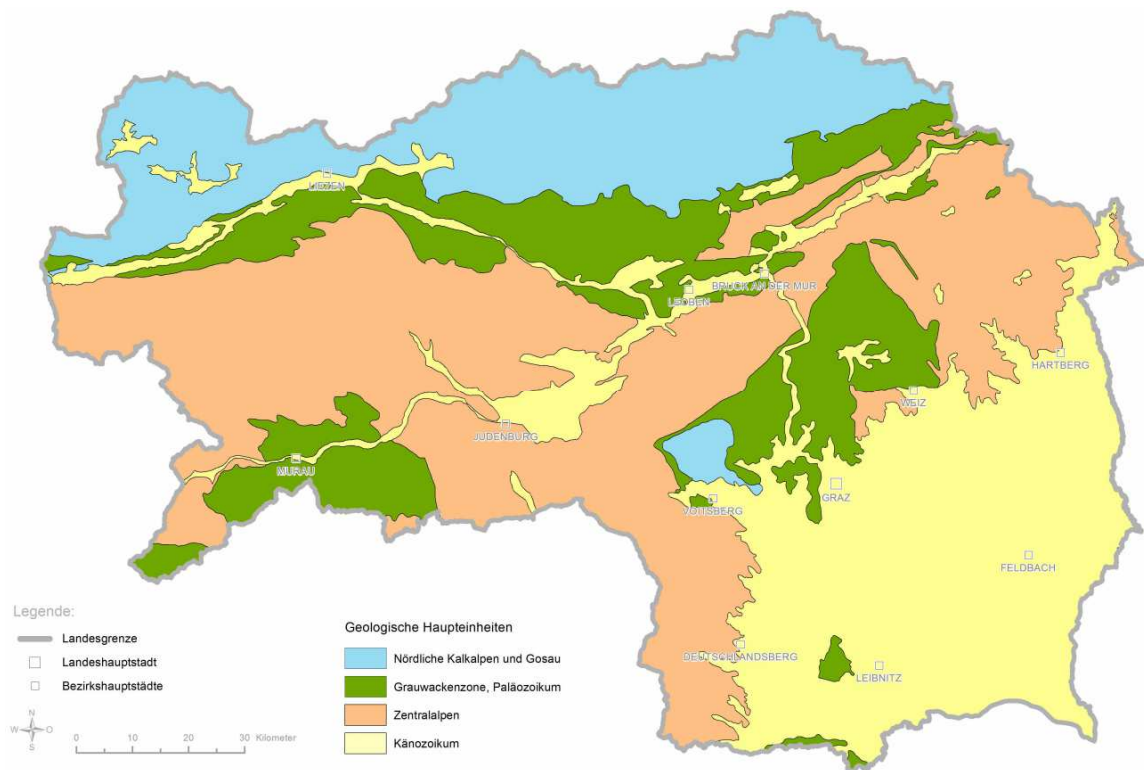 LIEZEN
LEOBEN
BRUCK AN DER MUR
HARTBERG
WEIZ
JUDENBURG
MURAU
GRAZ
VOITSBERG
FELDBACH
DEUTSCHLANDSBERG
LEIBNITZ
Legende:
Landesgrenze
Landeshauptstadt
Bezirkshauptstädte
Geologische Haupteinheiten
Nördliche Kalkalpen und Gosau
Grauwackenzone, Paläozoikum
Zentralalpen
Känozoikum
N
W O
S
0 10 20 30 Kilometer